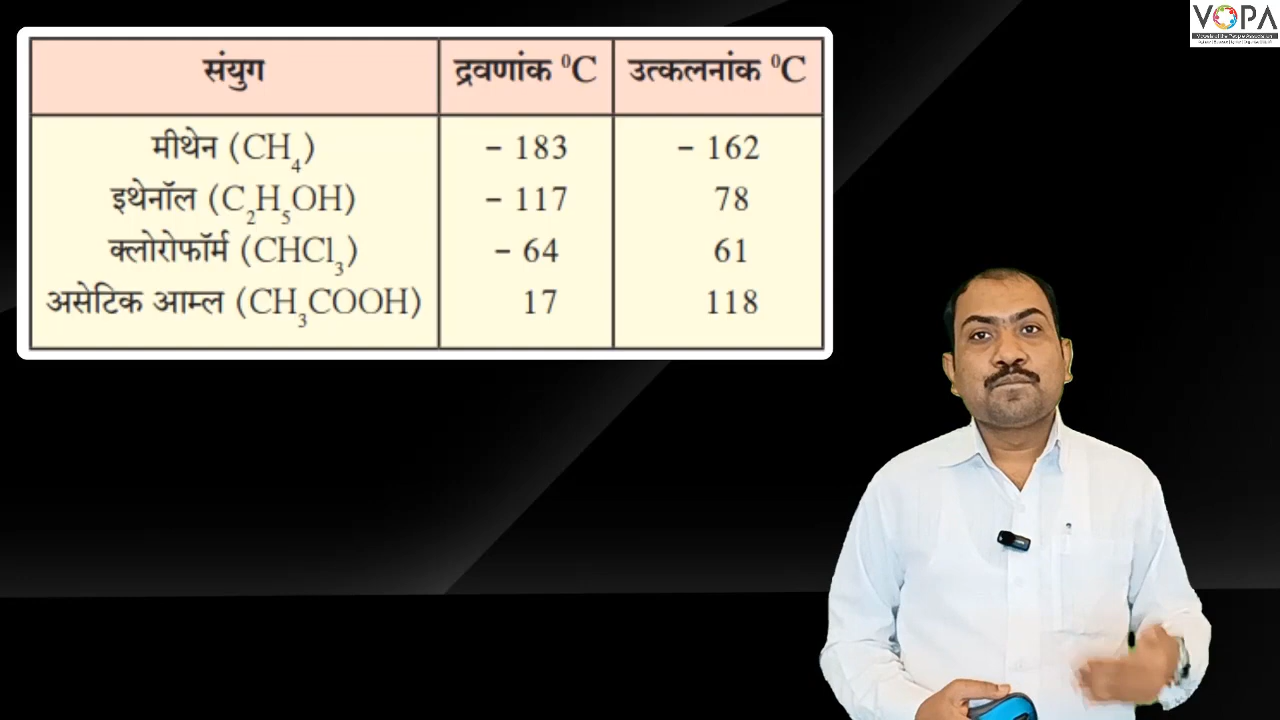 VOPA
संयुग द्रवणांक ⁰C उत्कलनांक ⁰C
मीथेन (CH₄) – 183 – 162
इथेनॉल (C₂H₅OH) – 117 78
क्लोरोफॉर्म (CHCl₃) – 64 61
असेटिक आम्ल (CH₃COOH) 17 118